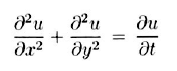 ∂²u/∂x² + ∂²u/∂y² = ∂u/∂t